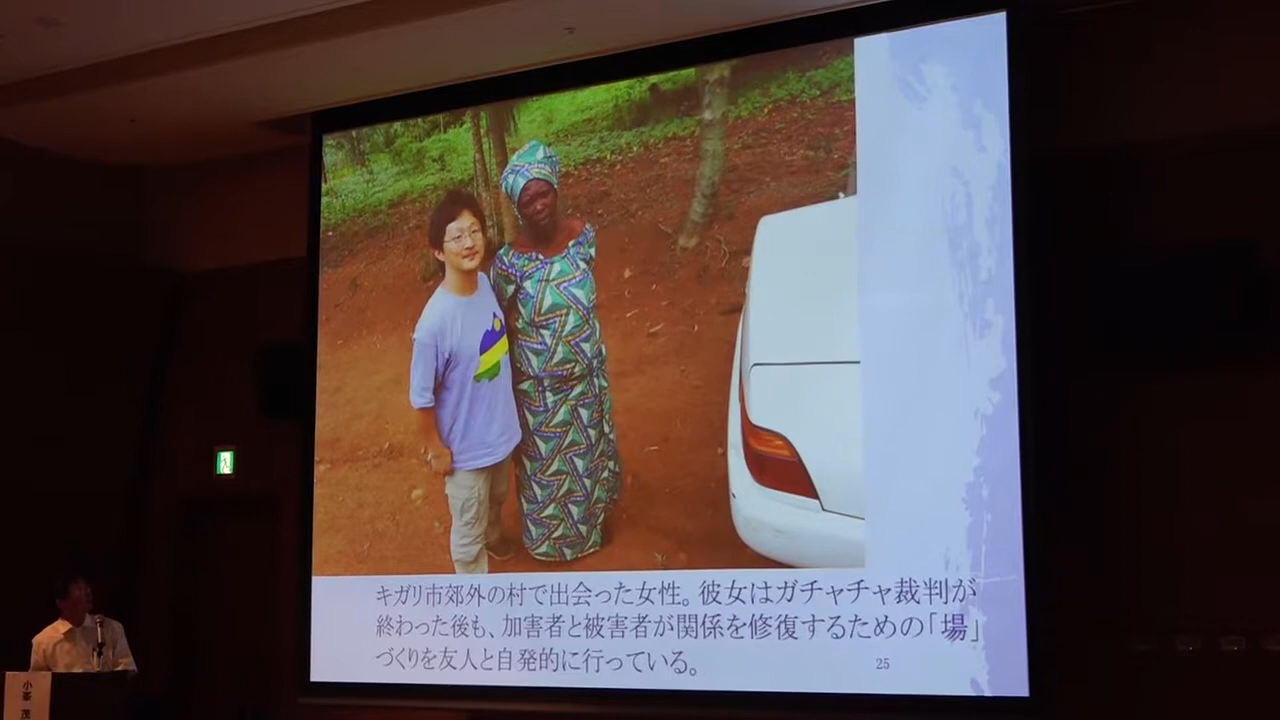 キガリ市郊外の村で出会った女性。彼女はガチャチャ裁判が
終わった後も、加害者と被害者が関係を修復するための「場」
づくりを友人と自発的に行っている。
25
小峯 茂